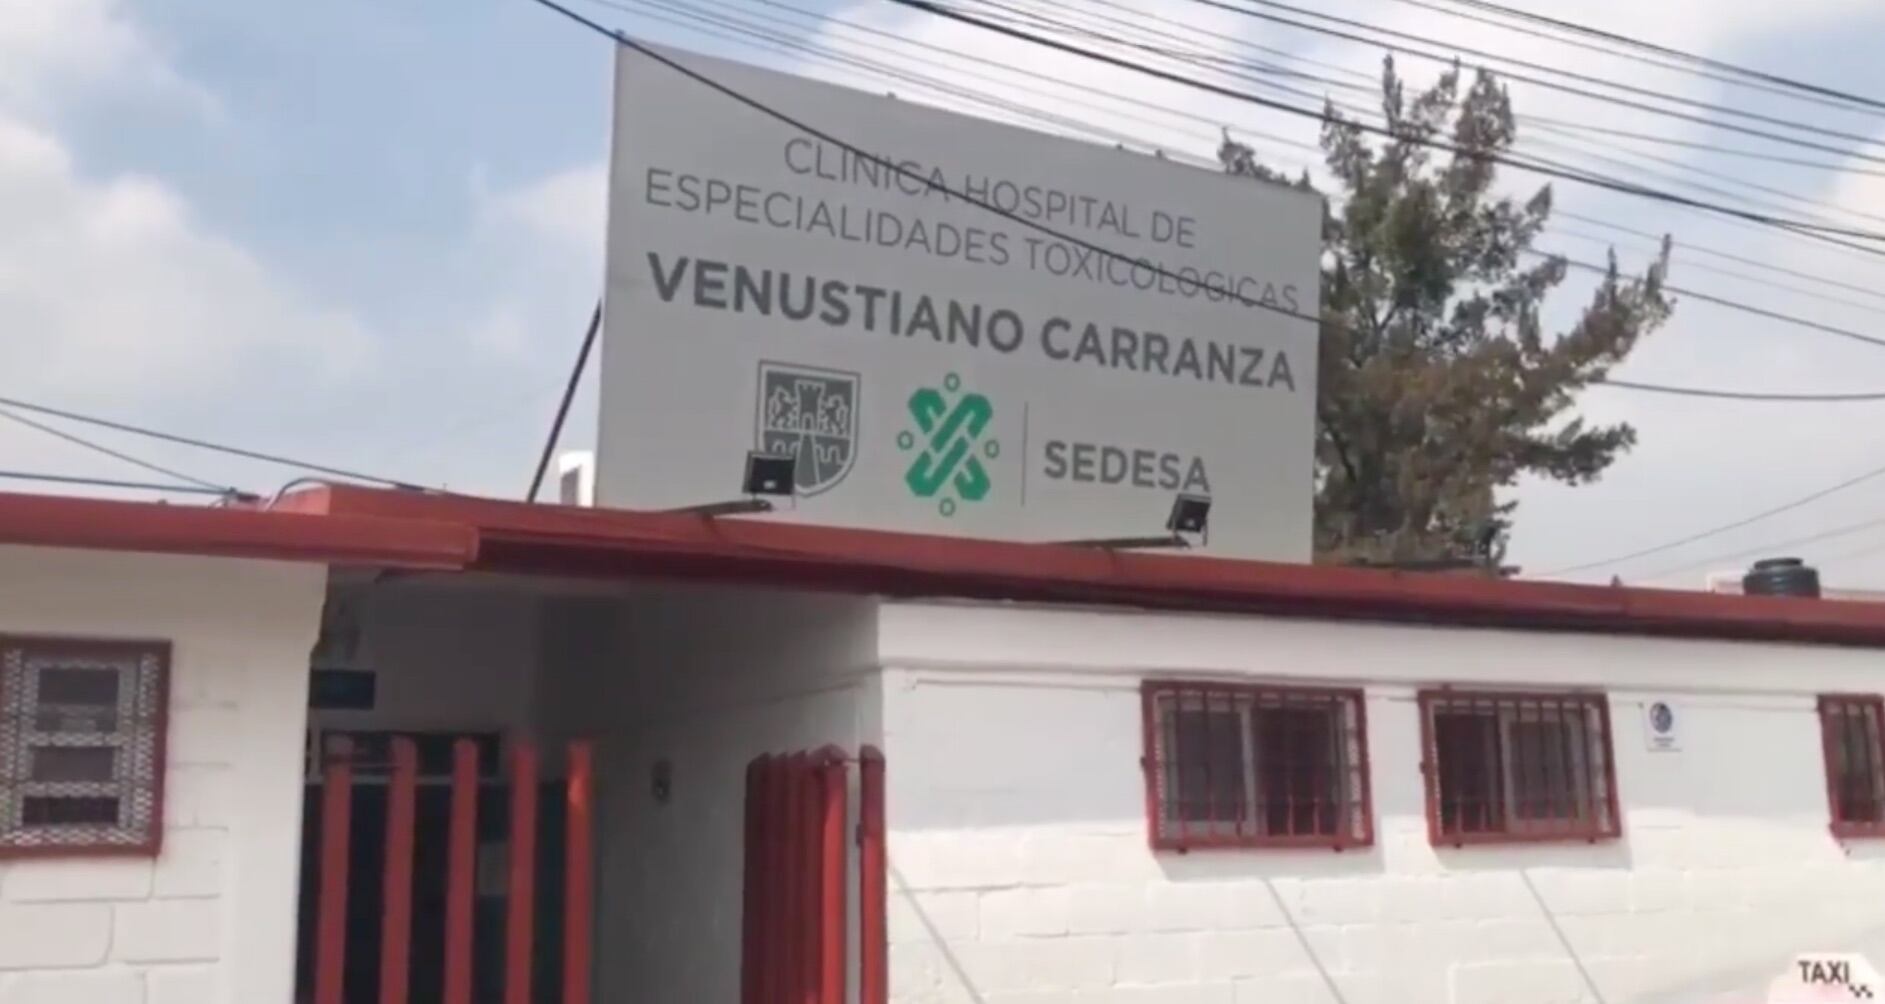 CLINICA HOSPITAL DE
ESPECIALIDADES TOXICOLOGICAS
VENUSTIANO CARRANZA
SEDESA
TAXI